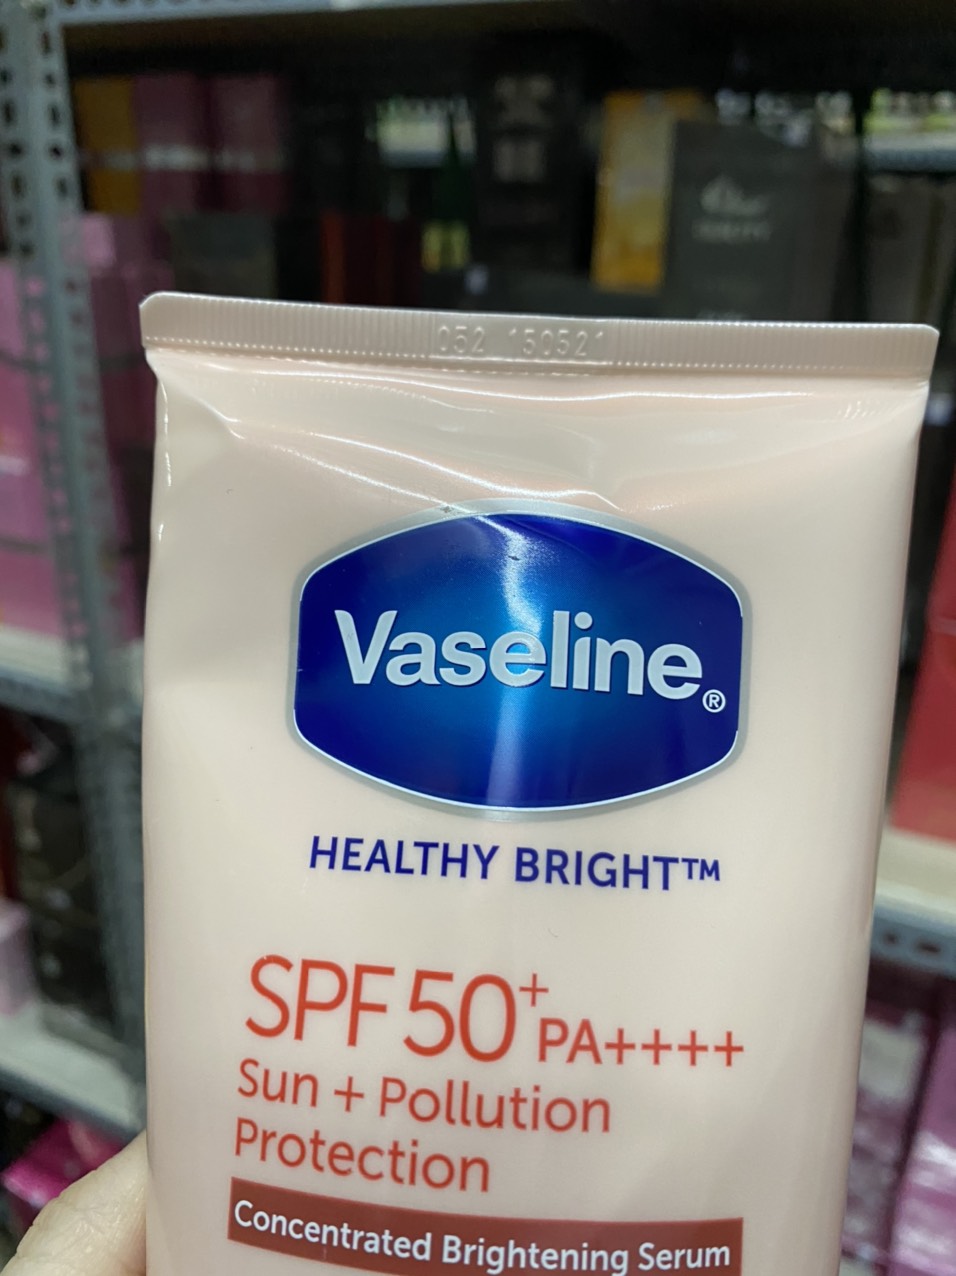 052 150521
Vaseline®
HEALTHY BRIGHT™
SPF 50+ PA++++
Sun + Pollution
Protection
Concentrated Brightening Serum